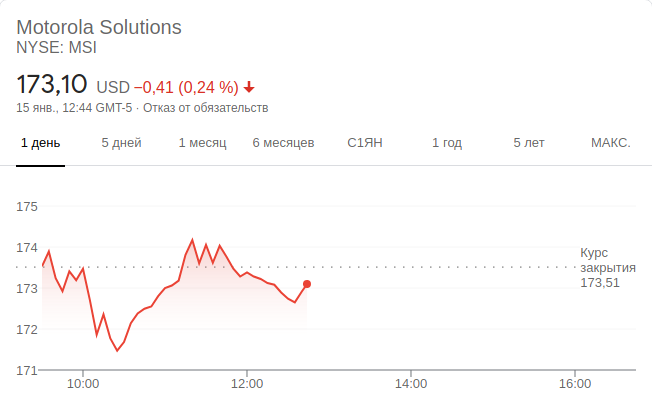 Motorola Solutions
NYSE: MSI
173,10 USD −0,41 (0,24 %)
15 янв., 12:44 GMT-5 · Отказ от обязательств
1 день 5 дней 1 месяц 6 месяцев С1ЯН 1 год 5 лет МАКС.
175
174
Курс
закрытия
173,51
173
172
171
10:00 12:00 14:00 16:00